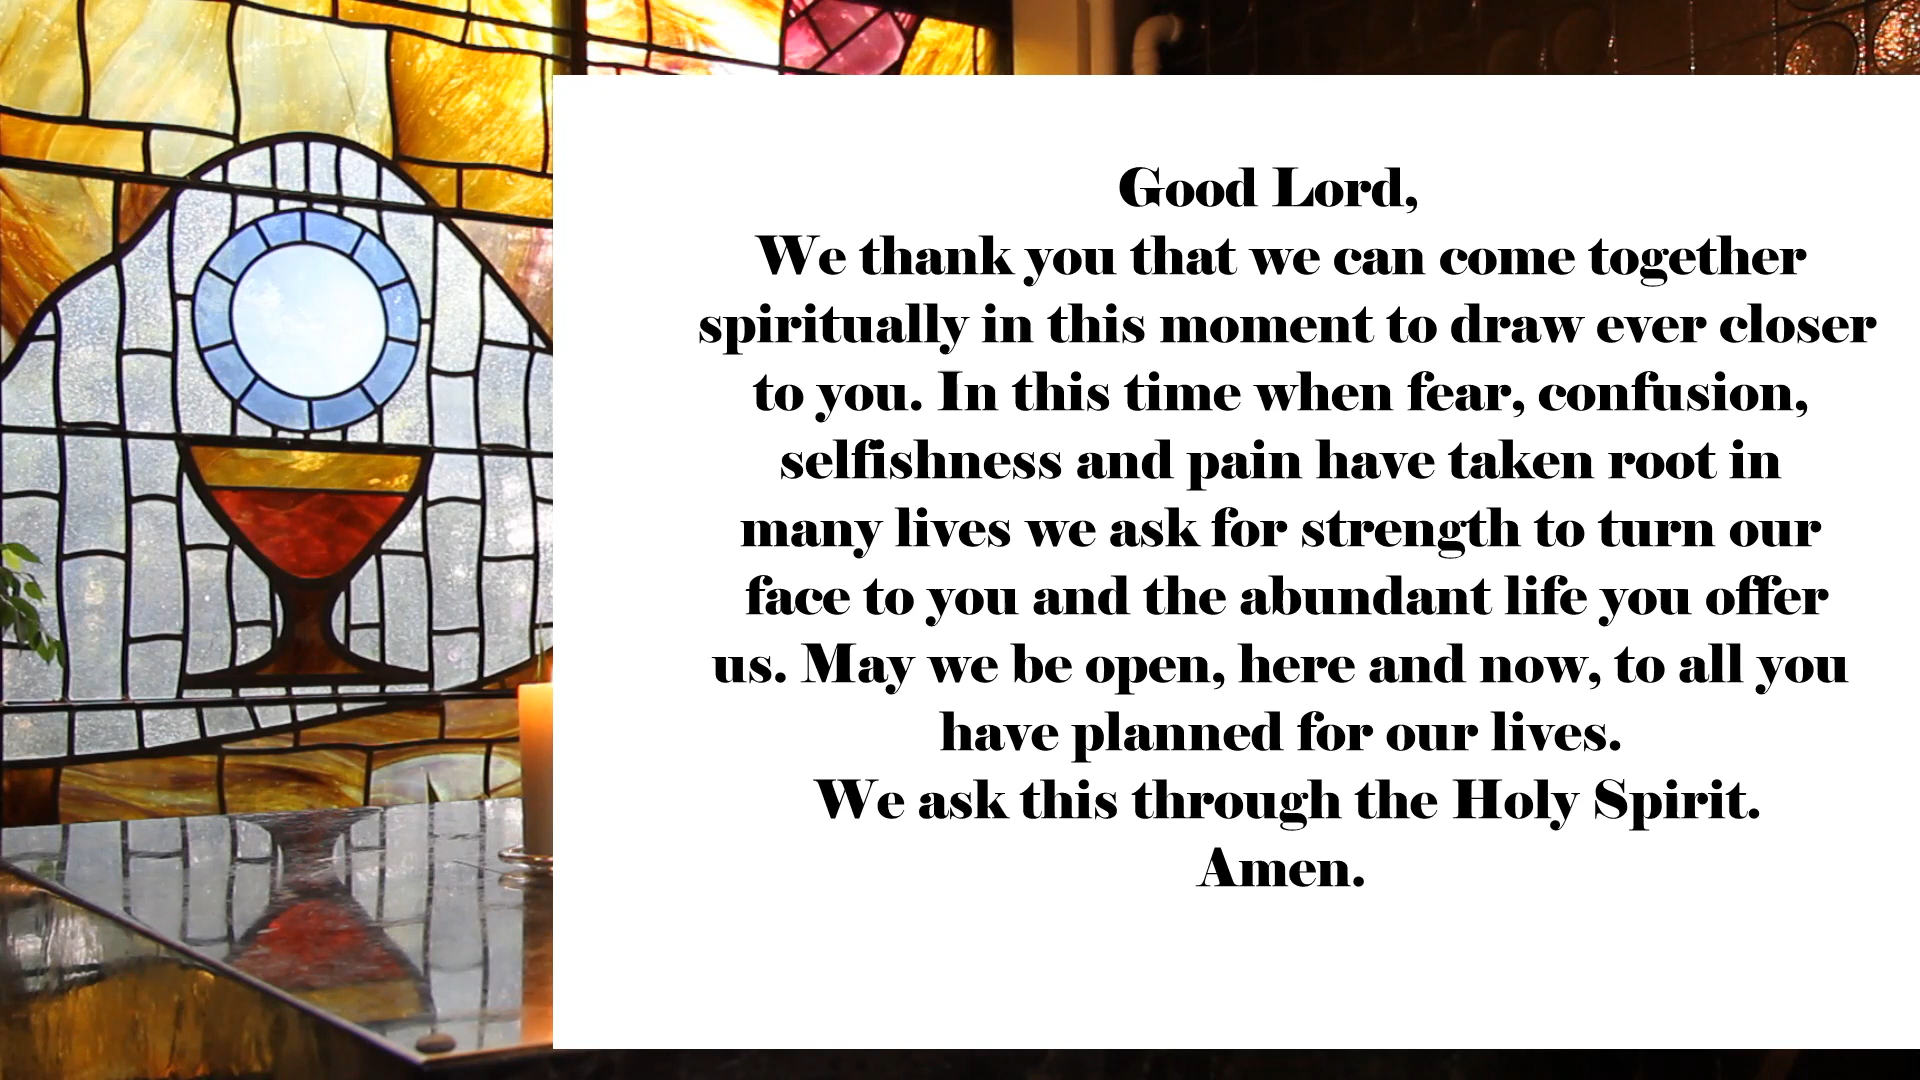 Good Lord,
We thank you that we can come together
spiritually in this moment to draw ever closer
to you. In this time when fear, confusion,
selfishness and pain have taken root in
many lives we ask for strength to turn our
face to you and the abundant life you offer
us. May we be open, here and now, to all you
have planned for our lives.
We ask this through the Holy Spirit.
Amen.